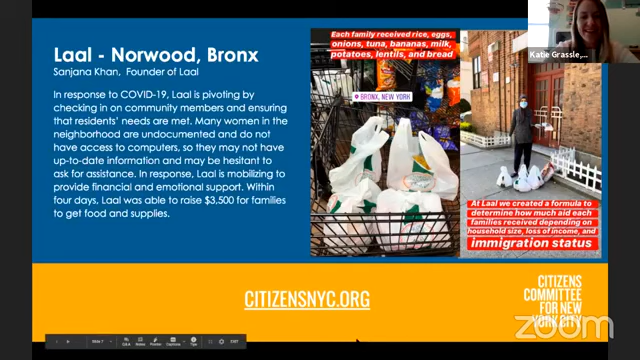 Laal - Norwood, Bronx
Sanjana Khan, Founder of Laal
In response to COVID-19, Laal is pivoting by
checking in on community members and ensuring
that residents' needs are met. Many women in the
neighborhood are undocumented and do not
have access to computers, so they may not have
up-to-date information and may be hesitant to
ask for assistance. In response, Laal is mobilizing to
provide financial and emotional support. Within
four days, Laal was able to raise $3,500 for families
to get food and supplies.
Each family received rice, eggs,
onions, tuna, bananas, milk,
potatoes, lentils, and bread
BRONX, NEW YORK
At Laal we created a formula to
determine how much aid each
families received depending on
household size, loss of income, and
immigration status
Katie Grassle,...
CITIZENSNYC.ORG
CITIZENS
COMMITTEE
FOR NEW
YORK CITY
zoom
Q&A
Notes
Pointer
Captions
Tips
EXIT